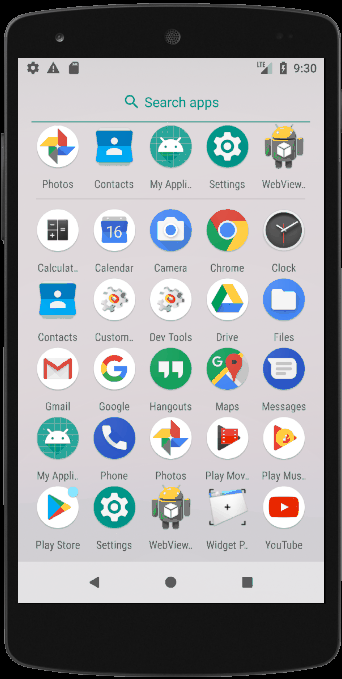 LTE 9:30
Search apps
Photos Contacts My Appli.. Settings WebView..
16
Calculat.. Calendar Camera Chrome Clock
Contacts Custom.. Dev Tools Drive Files
G
Gmail Google Hangouts Maps Messages
My Appli.. Phone Photos Play Mov.. Play Mus..
Play Store Settings WebView.. Widget P.. YouTube